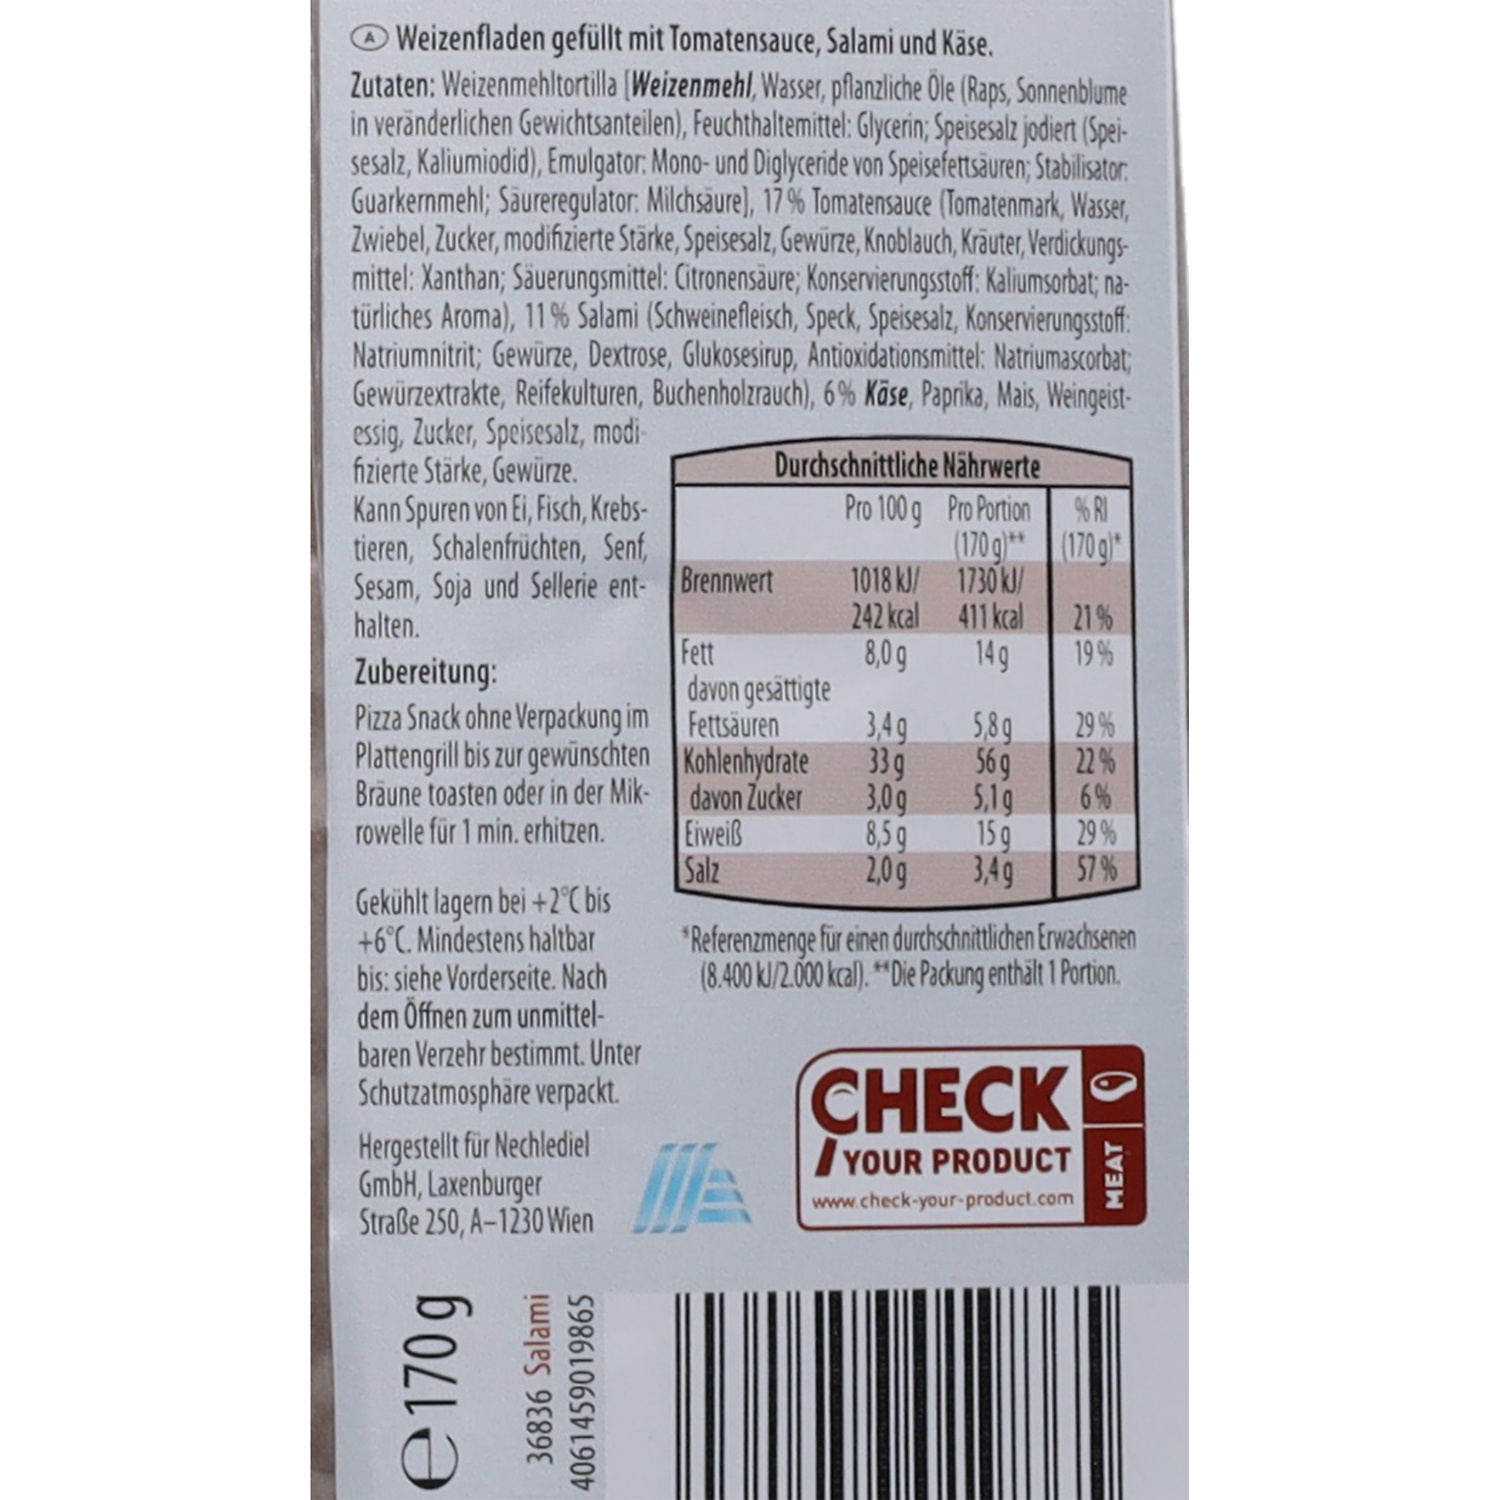 A Weizenfladen gefüllt mit Tomatensauce, Salami und Käse.
Zutaten: Weizenmehltortilla [Weizenmehl, Wasser, pflanzliche Öle (Raps, Sonnenblume
in veränderlichen Gewichtsanteilen), Feuchthaltemittel: Glycerin; Speisesalz jodiert (Spei-
sesalz, Kaliumiodid), Emulgator: Mono- und Diglyceride von Speisefettsäuren; Stabilisator:
Guarkernmehl; Säureregulator: Milchsäure], 17 % Tomatensauce (Tomatenmark, Wasser,
Zwiebel, Zucker, modifizierte Stärke, Speisesalz, Gewürze, Knoblauch, Kräuter, Verdickungs-
mittel: Xanthan; Säuerungsmittel: Citronensäure; Konservierungsstoff: Kaliumsorbat; na-
türliches Aroma), 11 % Salami (Schweinefleisch, Speck, Speisesalz, Konservierungsstoff:
Natriumnitrit; Gewürze, Dextrose, Glukosesirup, Antioxidationsmittel: Natriumascorbat;
Gewürzextrakte, Reifekulturen, Buchenholzrauch), 6 % Käse, Paprika, Mais, Weingeist-
essig, Zucker, Speisesalz, modi-
fizierte Stärke, Gewürze.
Kann Spuren von Ei, Fisch, Krebs-
tieren, Schalenfrüchten, Senf,
Sesam, Soja und Sellerie ent-
halten.
Zubereitung:
Pizza Snack ohne Verpackung im
Plattengrill bis zur gewünschten
Bräune toasten oder in der Mik-
rowelle für 1 min. erhitzen.
Gekühlt lagern bei +2°C bis
+6°C. Mindestens haltbar
bis: siehe Vorderseite. Nach
dem Öffnen zum unmittel-
baren Verzehr bestimmt. Unter
Schutzatmosphäre verpackt.
Hergestellt für Nechlediel
GmbH, Laxenburger
Straße 250, A-1230 Wien
Durchschnittliche Nährwerte
Pro 100 g Pro Portion % RI
(170 g)** (170 g)*
Brennwert 1018 kJ/ 1730 kJ/
242 kcal 411 kcal 21 %
Fett 8,0 g 14 g 19 %
davon gesättigte
Fettsäuren 3,4 g 5,8 g 29 %
Kohlenhydrate 33 g 56 g 22 %
davon Zucker 3,0 g 5,1 g 6 %
Eiweiß 8,5 g 15 g 29 %
Salz 2,0 g 3,4 g 57 %
*Referenzmenge für einen durchschnittlichen Erwachsenen
(8.400 kJ/2.000 kcal). **Die Packung enthält 1 Portion.
CHECK
YOUR PRODUCT
www.check-your-product.com
MEAT
℮ 170 g
36836 Salami
4061459019865